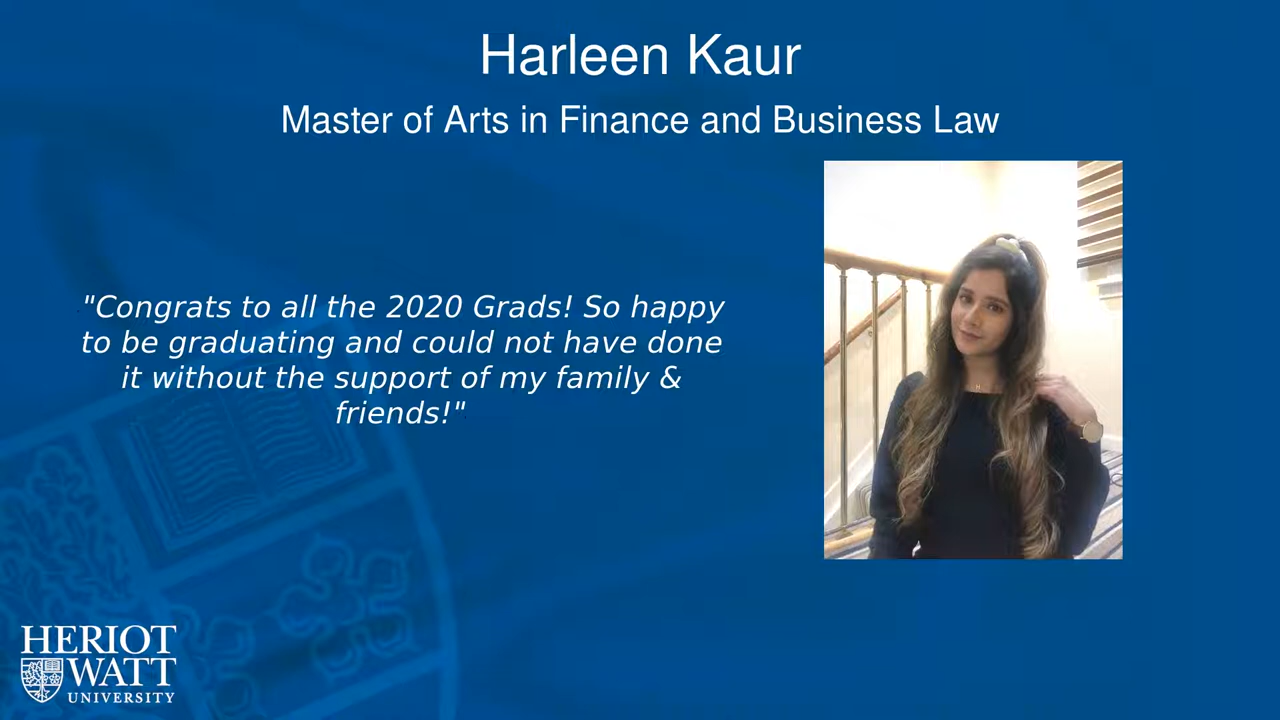 Harleen Kaur
Master of Arts in Finance and Business Law
"Congrats to all the 2020 Grads! So happy
to be graduating and could not have done
it without the support of my family &
friends!"
HERIOT
WATT
UNIVERSITY